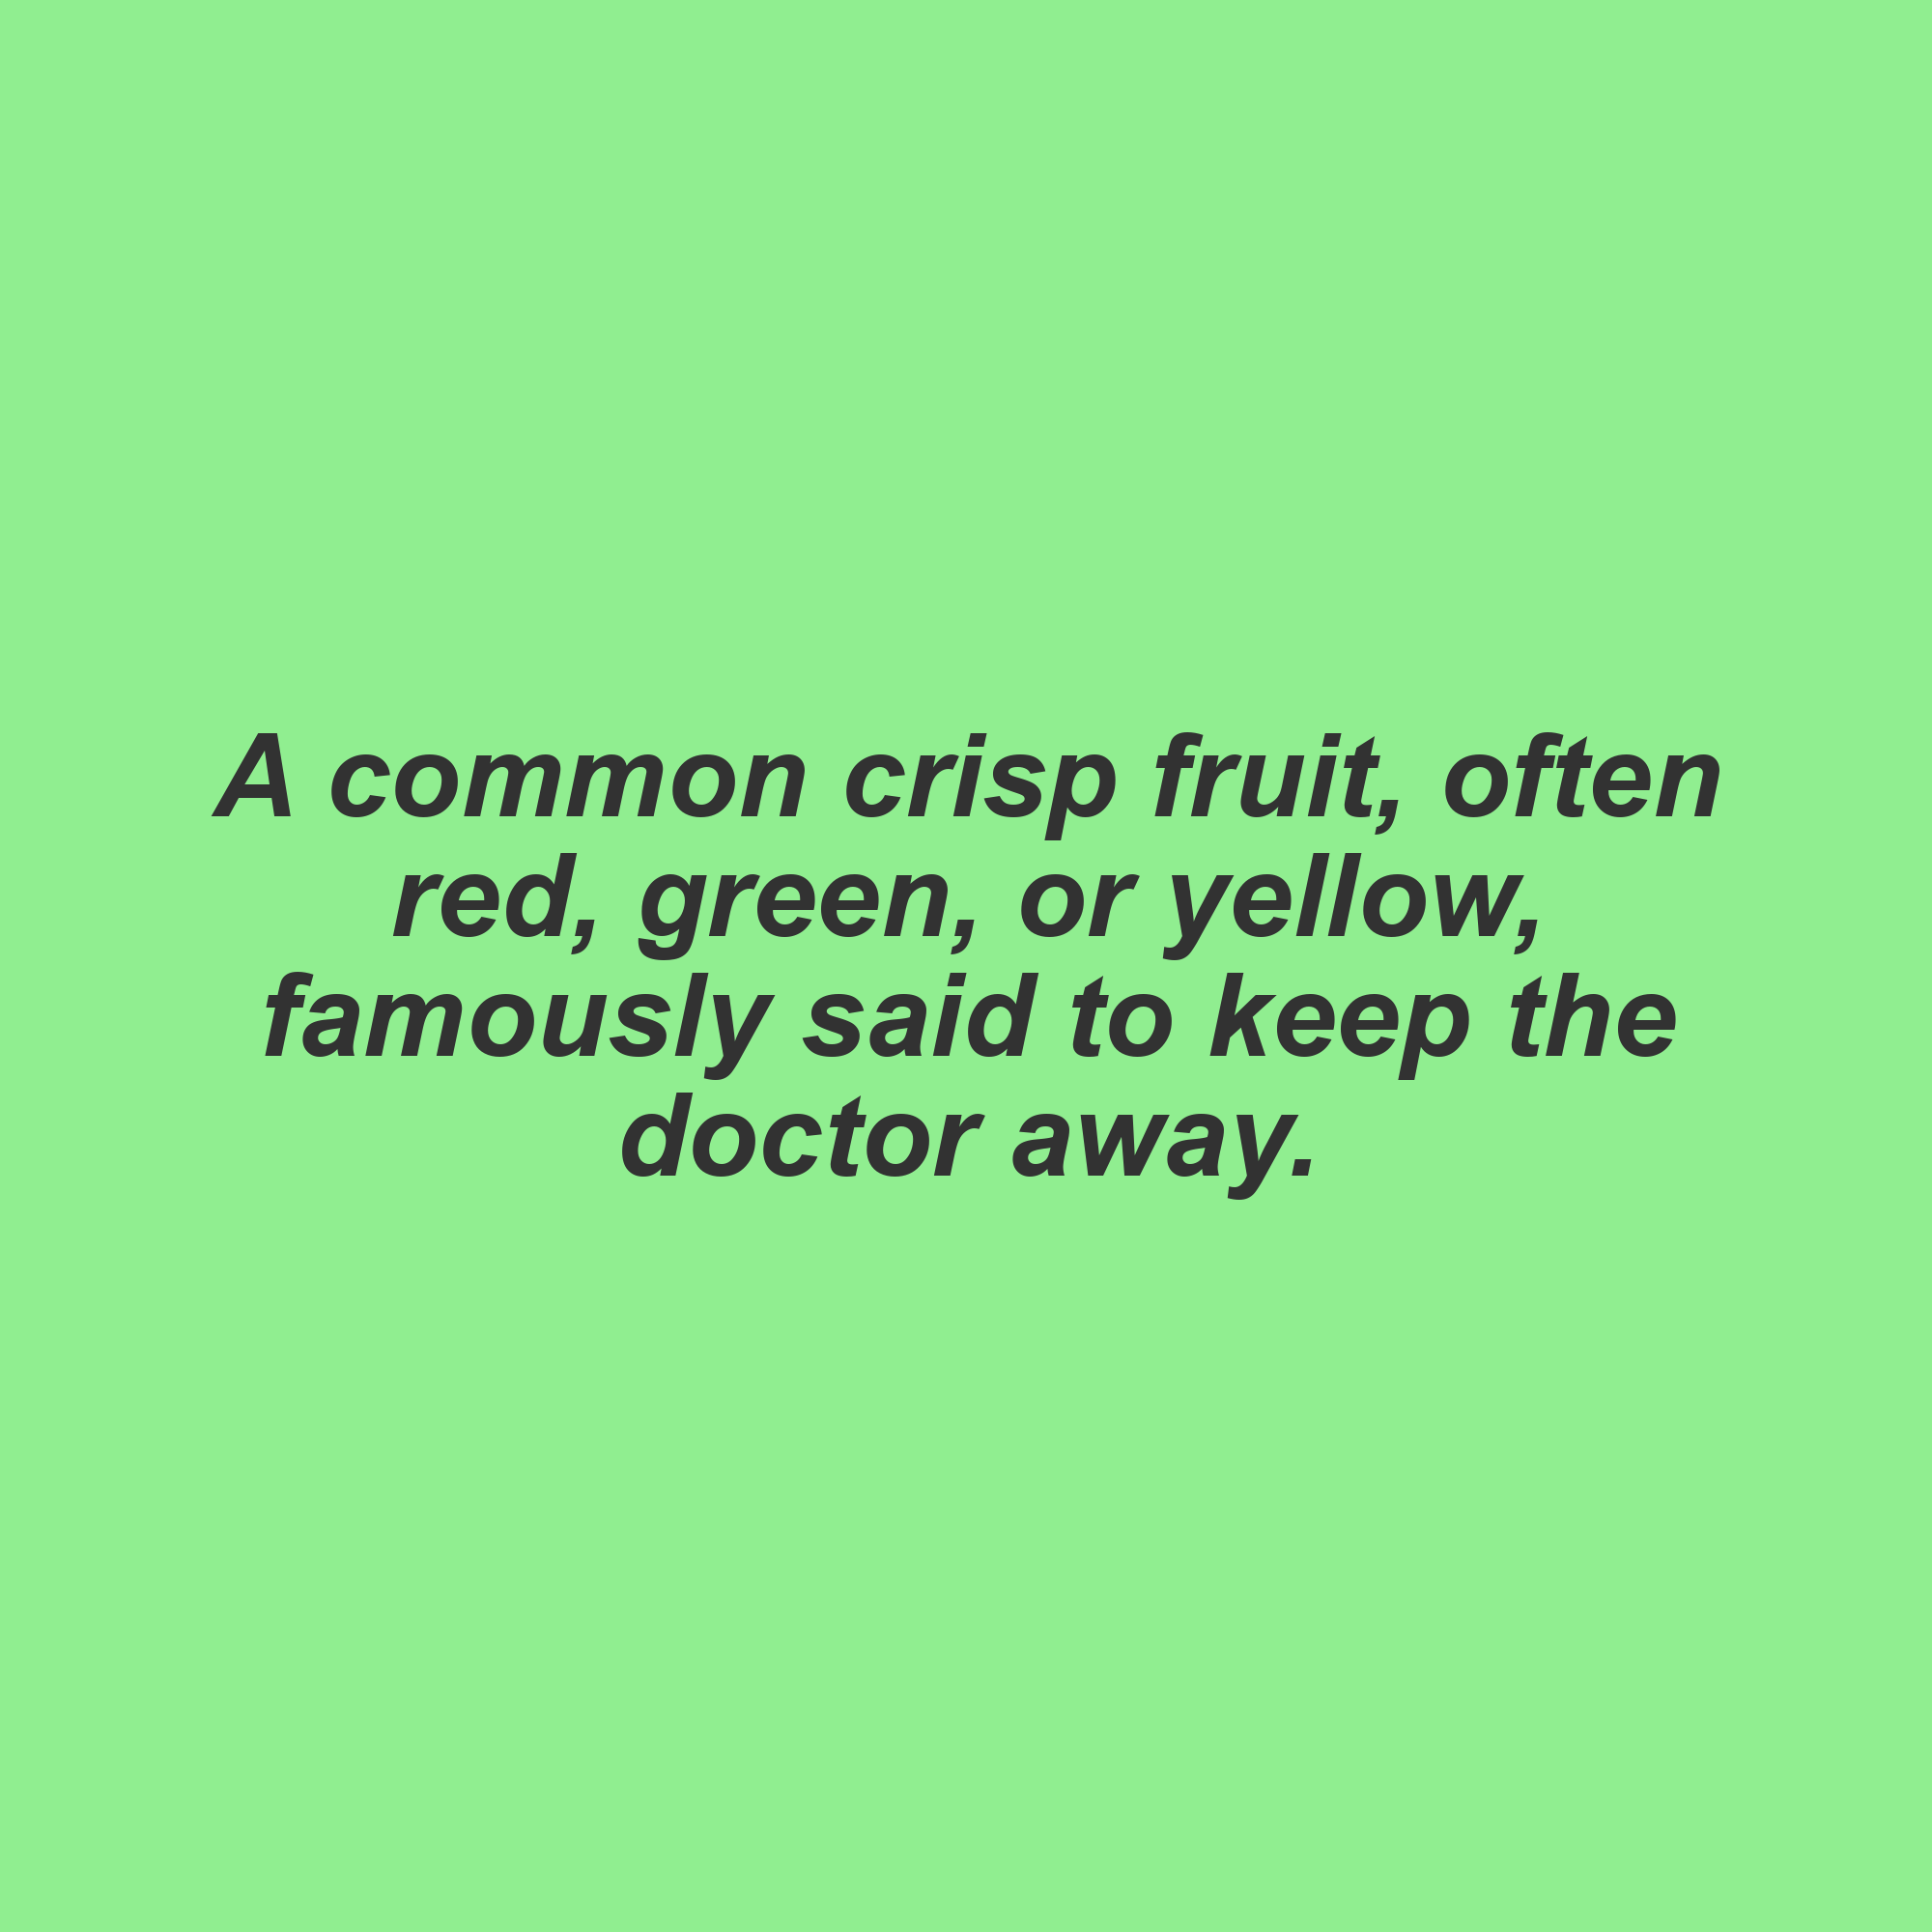 A common crisp fruit, often
red, green, or yellow,
famously said to keep the
doctor away.